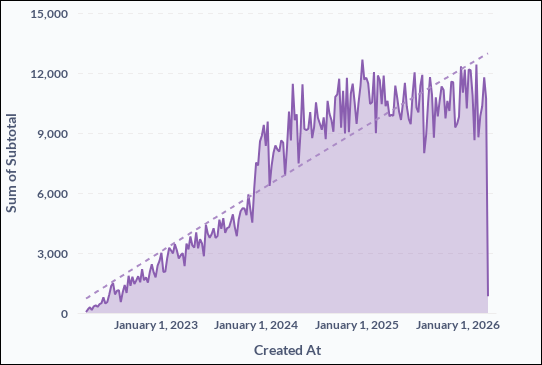 15,000
12,000
9,000
6,000
3,000
0
Sum of Subtotal
January 1, 2023 January 1, 2024 January 1, 2025 January 1, 2026
Created At